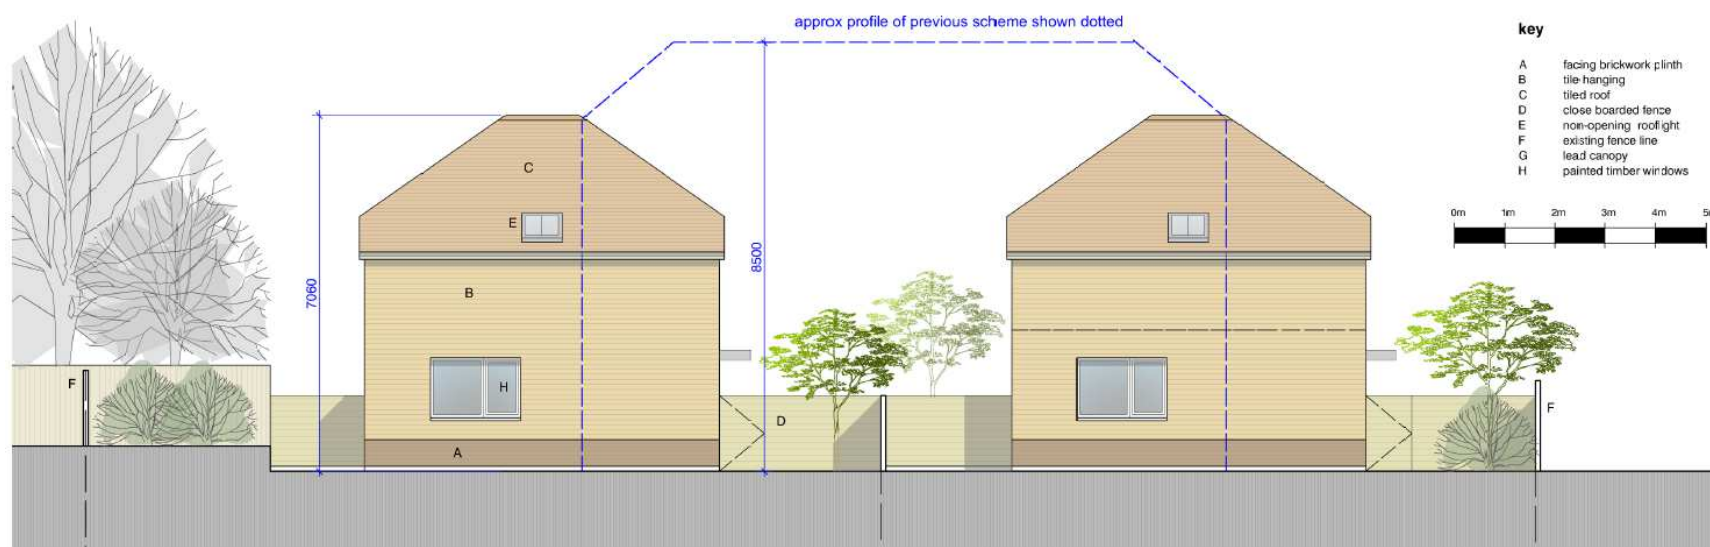 approx profile of previous scheme shown dotted
key
A facing brickwork plinth
B tile hanging
C tiled roof
D close boarded fence
E non-opening rooflight
F existing fence line
G lead canopy
H painted timber windows
0m 1m 2m 3m 4m 5m
C
E
8500
7060
B
F
H
D
F
A